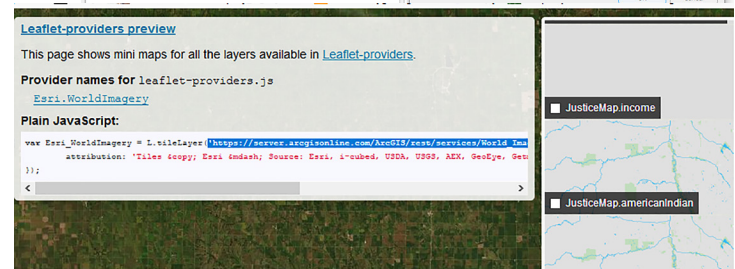 Leaflet-providers preview
This page shows mini maps for all the layers available in Leaflet-providers.
Provider names for leaflet-providers.js
Esri.WorldImagery
Plain JavaScript:
var Esri_WorldImagery = L.tileLayer('https://server.arcgisonline.com/ArcGIS/rest/services/World_Ima
attribution: 'Tiles &copy; Esri &mdash; Source: Esri, i-cubed, USDA, USGS, AEX, GeoEye, Getm
});
JusticeMap.income
JusticeMap.americanIndian